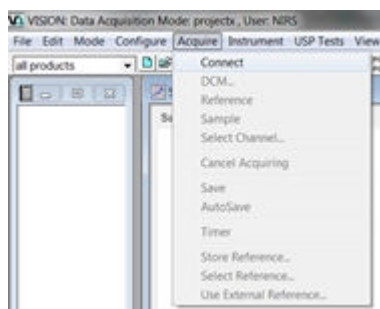 VISION: Data Acquisition Mode: projectx , User: NIRS
File Edit Mode Configure Acquire Instrument USP Tests View
all products
Connect
DCM...
Reference
Sample
Select Channel...
Cancel Acquiring
Save
AutoSave
Timer
Store Reference...
Select Reference...
Use External Reference...